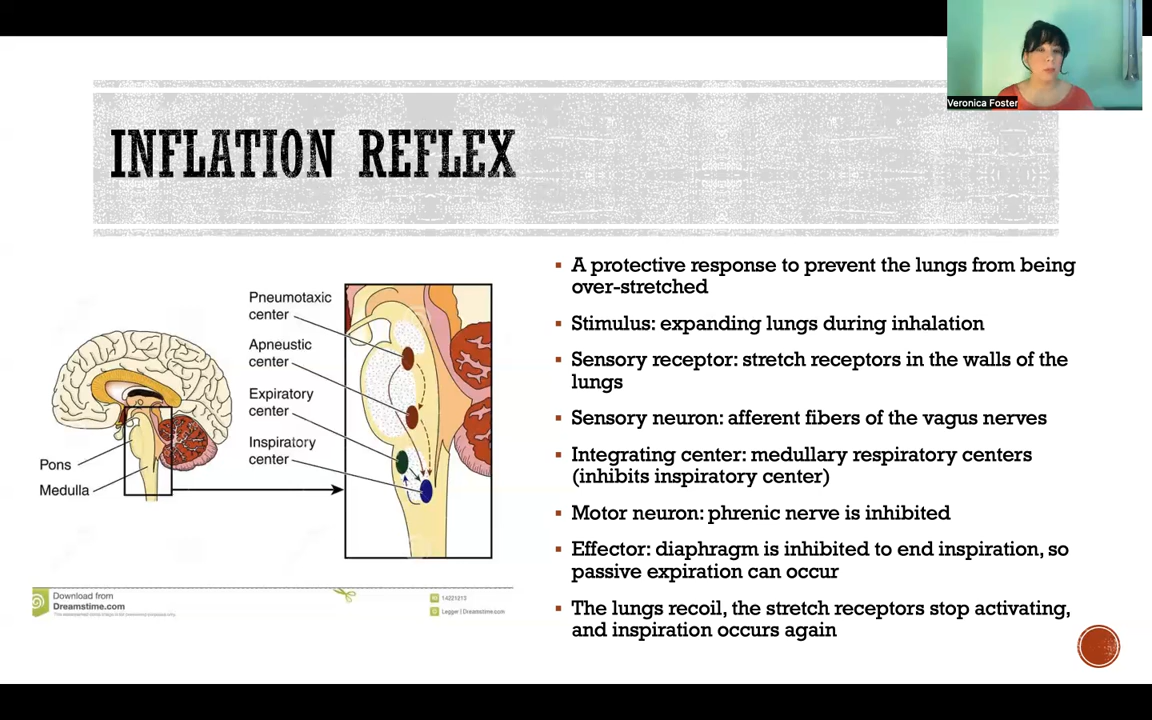 Veronica Foster
INFLATION REFLEX
Pneumotaxic
center
Apneustic
center
Expiratory
center
Inspiratory
center
Pons
Medulla
Download from
Dreamstime.com
14221213
Legger | Dreamstime.com
▪ A protective response to prevent the lungs from being
over-stretched
▪ Stimulus: expanding lungs during inhalation
▪ Sensory receptor: stretch receptors in the walls of the
lungs
▪ Sensory neuron: afferent fibers of the vagus nerves
▪ Integrating center: medullary respiratory centers
(inhibits inspiratory center)
▪ Motor neuron: phrenic nerve is inhibited
▪ Effector: diaphragm is inhibited to end inspiration, so
passive expiration can occur
▪ The lungs recoil, the stretch receptors stop activating,
and inspiration occurs again